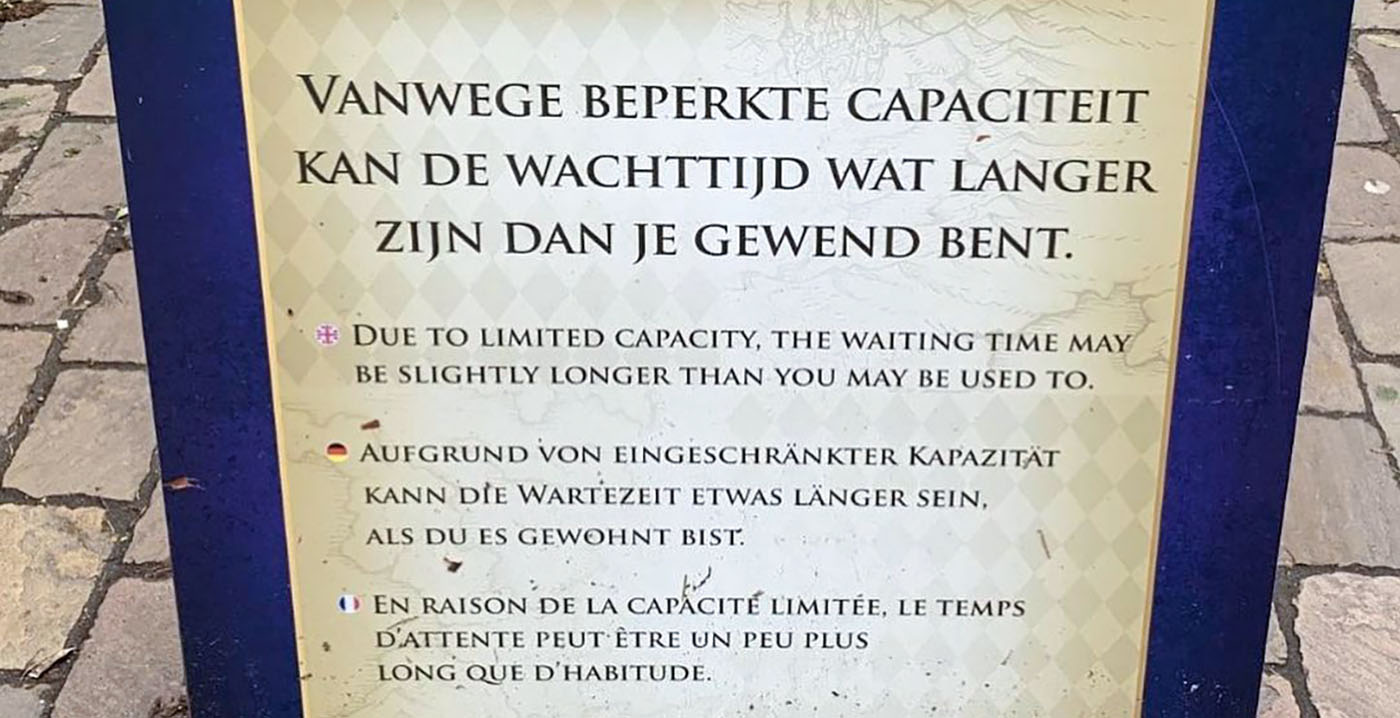 VANWEGE BEPERKTE CAPACITEIT
KAN DE WACHTTIJD WAT LANGER
ZIJN DAN JE GEWEND BENT.
DUE TO LIMITED CAPACITY, THE WAITING TIME MAY
BE SLIGHTLY LONGER THAN YOU MAY BE USED TO.
AUFGRUND VON EINGESCHRÄNKTER KAPAZITÄT
KANN DIE WARTEZEIT ETWAS LÄNGER SEIN,
ALS DU ES GEWOHNT BIST.
EN RAISON DE LA CAPACITÉ LIMITÉE, LE TEMPS
D'ATTENTE PEUT ÊTRE UN PEU PLUS
LONG QUE D'HABITUDE.